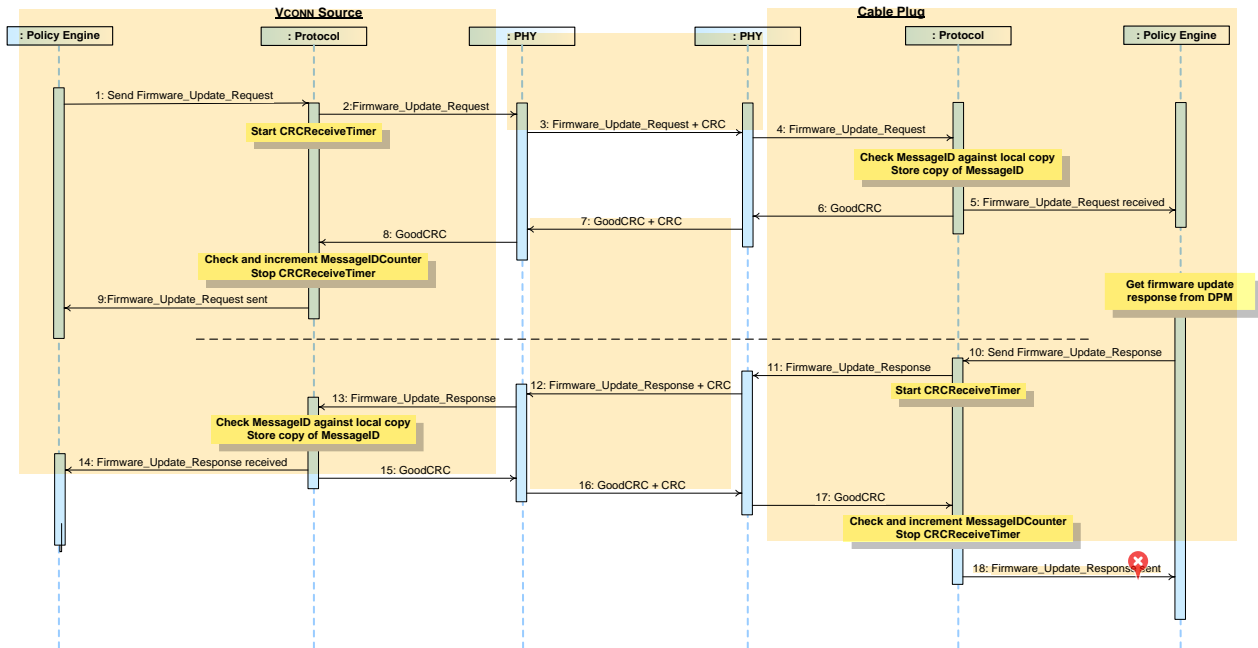 VCONN Source
Cable Plug
: Policy Engine
: Protocol
: PHY
: PHY
: Protocol
: Policy Engine
1: Send Firmware_Update_Request
2:Firmware_Update_Request
Start CRCReceiveTimer
3: Firmware_Update_Request + CRC
4: Firmware_Update_Request
Check MessageID against local copy
Store copy of MessageID
5: Firmware_Update_Request received
6: GoodCRC
7: GoodCRC + CRC
8: GoodCRC
Check and increment MessageIDCounter
Stop CRCReceiveTimer
9:Firmware_Update_Request sent
Get firmware update
response from DPM
10: Send Firmware_Update_Response
11: Firmware_Update_Response
Start CRCReceiveTimer
12: Firmware_Update_Response + CRC
13: Firmware_Update_Response
Check MessageID against local copy
Store copy of MessageID
14: Firmware_Update_Response received
15: GoodCRC
16: GoodCRC + CRC
17: GoodCRC
Check and increment MessageIDCounter
Stop CRCReceiveTimer
18: Firmware_Update_Response sent